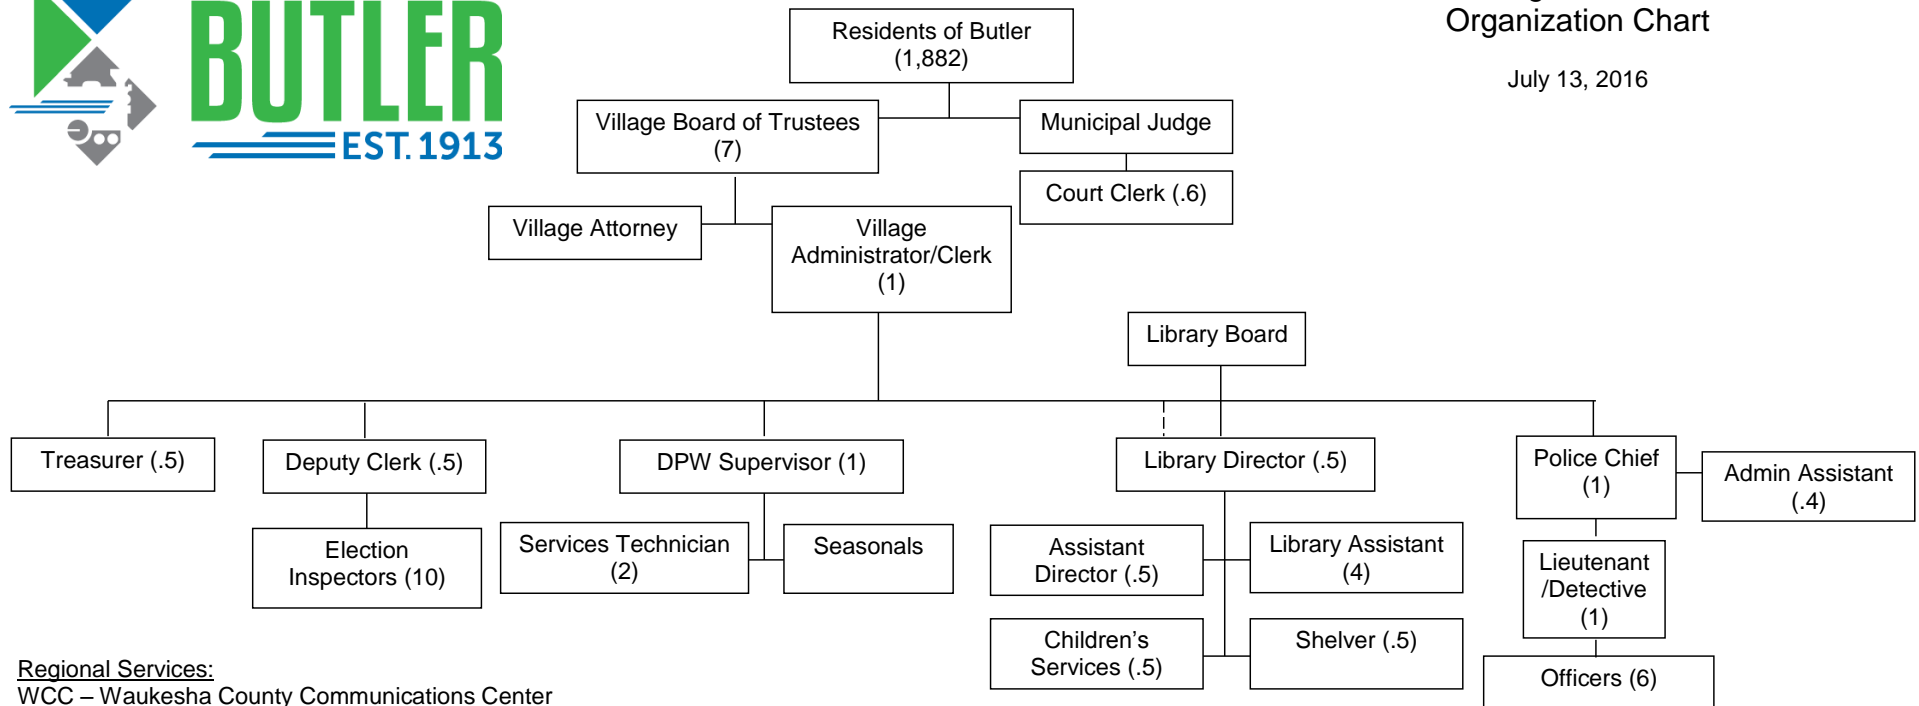 BUTLER
EST. 1913
Organization Chart
July 13, 2016
Residents of Butler
(1,882)
Village Board of Trustees
(7)
Municipal Judge
Court Clerk (.6)
Village Attorney
Village
Administrator/Clerk
(1)
Library Board
Treasurer (.5)
Deputy Clerk (.5)
DPW Supervisor (1)
Library Director (.5)
Police Chief
(1)
Admin Assistant
(.4)
Election
Inspectors (10)
Services Technician
(2)
Seasonals
Assistant
Director (.5)
Library Assistant
(4)
Lieutenant
/Detective
(1)
Children’s
Services (.5)
Shelver (.5)
Officers (6)
Regional Services:
WCC – Waukesha County Communications Center